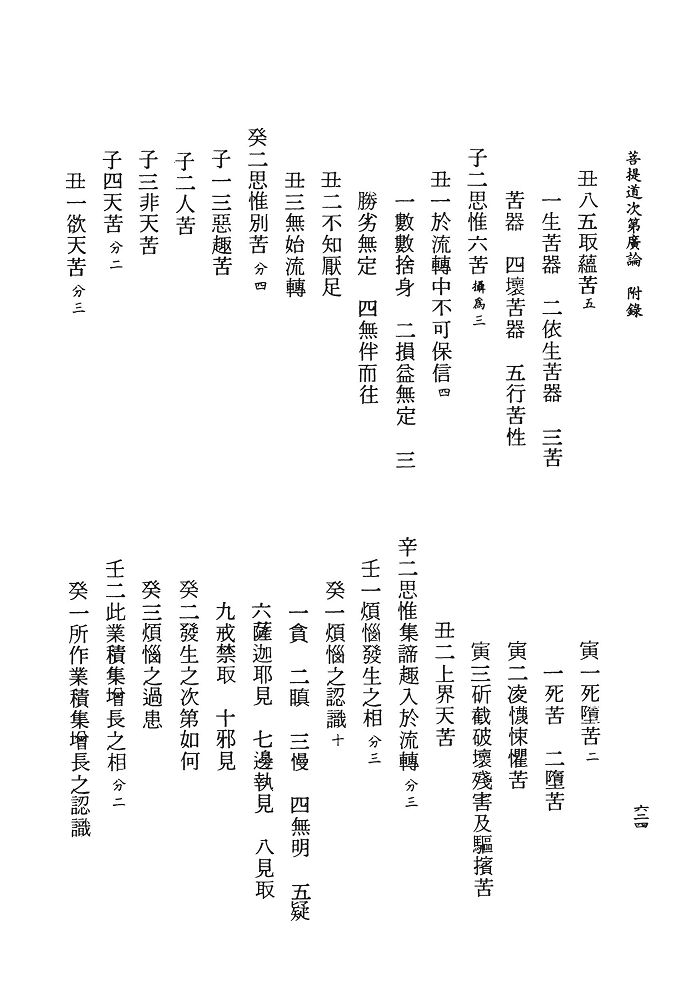 菩提道次第廣論　附錄
丑八五取蘊苦五
一生苦器　二依生苦器　三苦
苦器　四壞苦器　五行苦性
子二思惟六苦攝為三
丑一於流轉中不可保信四
一數數捨身　二損益無定　三
勝劣無定　四無伴而往
丑二不知厭足
丑三無始流轉
癸二思惟別苦分四
子一三惡趣苦
子二人苦
子三非天苦
子四天苦分二
丑一欲天苦分三
寅一死墮苦二
一死苦　二墮苦
寅二凌懱悚懼苦
寅三斫截破壞殘害及驅擯苦
丑二上界天苦
辛二思惟集諦趣入於流轉分三
壬一煩惱發生之相分三
癸一煩惱之認識十
一貪　二瞋　三慢　四無明　五疑
六薩迦耶見　七邊執見　八見取
九戒禁取　十邪見
癸二發生之次第如何
癸三煩惱之過患
壬二此業積集增長之相分二
癸一所作業積集增長之認識
六二四